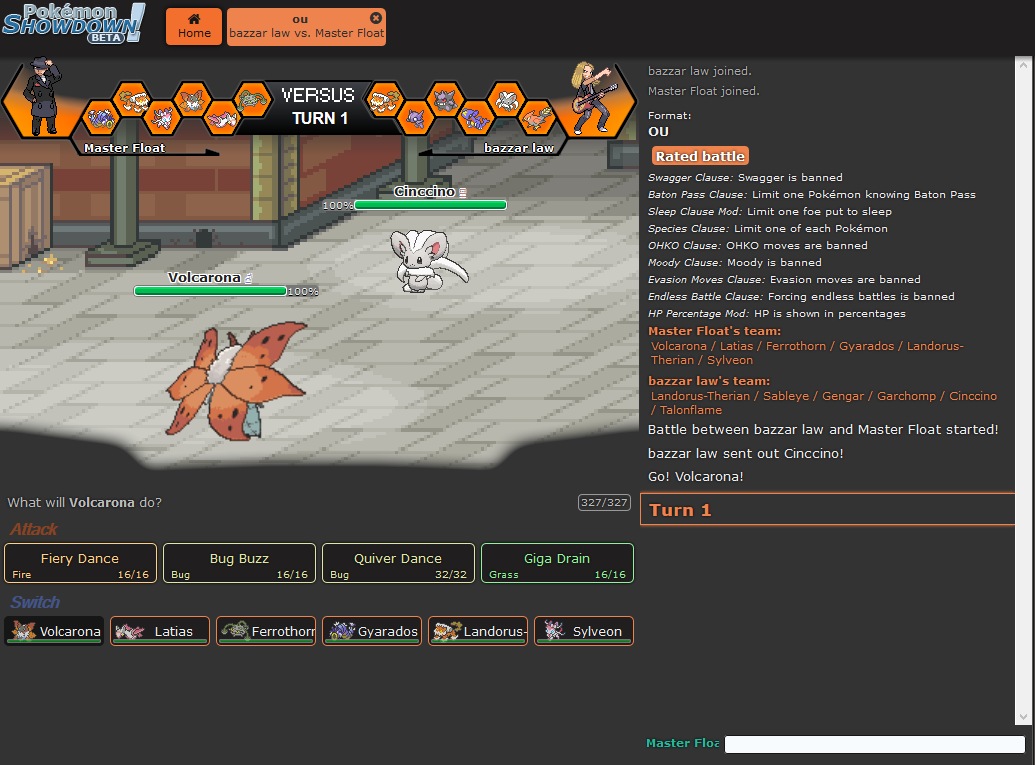 Pokémon
SHOWDOWN!
BETA
Home
ou
bazzar law vs. Master Float
VERSUS
TURN 1
Master Float
bazzar law
Cinccino
100%
Volcarona
100%
What will Volcarona do?
327/327
Attack
Fiery Dance
Fire 16/16
Bug Buzz
Bug 16/16
Quiver Dance
Bug 32/32
Giga Drain
Grass 16/16
Switch
Volcarona
Latias
Ferrothorn
Gyarados
Landorus-
Sylveon
bazzar law joined.
Master Float joined.
Format:
OU
Rated battle
Swagger Clause: Swagger is banned
Baton Pass Clause: Limit one Pokémon knowing Baton Pass
Sleep Clause Mod: Limit one foe put to sleep
Species Clause: Limit one of each Pokémon
OHKO Clause: OHKO moves are banned
Moody Clause: Moody is banned
Evasion Moves Clause: Evasion moves are banned
Endless Battle Clause: Forcing endless battles is banned
HP Percentage Mod: HP is shown in percentages
Master Float's team:
Volcarona / Latias / Ferrothorn / Gyarados / Landorus-
Therian / Sylveon
bazzar law's team:
Landorus-Therian / Sableye / Gengar / Garchomp / Cinccino
/ Talonflame
Battle between bazzar law and Master Float started!
bazzar law sent out Cinccino!
Go! Volcarona!
Turn 1
Master Floa